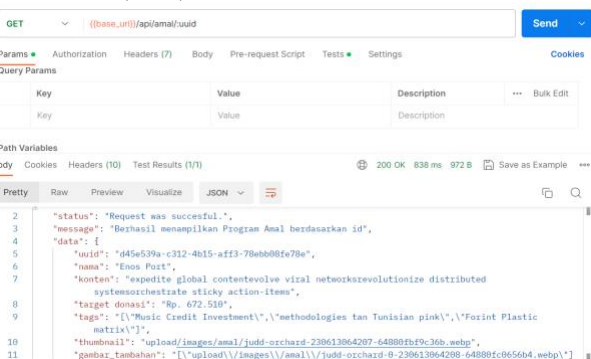 GET {{base_url}}/api/amal/:uuid Send
Params Authorization Headers (7) Body Pre-request Script Tests Settings Cookies
Query Params
Key Value Description ••• Bulk Edit
Key Value Description
Path Variables
ody Cookies Headers (10) Test Results (1/1) 200 OK 838 ms 972 B Save as Example •••
Pretty Raw Preview Visualize JSON
2 "status": "Request was succesful.",
3 "message": "Berhasil menampilkan Program Amal berdasarkan id",
4 "data": {
5 "uuid": "d45e539a-c312-4b15-aff3-78ebb08fe78e",
6 "nama": "Enos Port",
7 "konten": "expedite global contentevolve viral networksrevolutionize distributed
systemsorchestrate sticky action-items",
8 "target donasi": "Rp. 672.510",
9 "tags": "[\"Music Credit Investment\",\"methodologies tan Tunisian pink\",\"Forint Plastic
matrix\"]",
10 "thumbnail": "upload/images/amal/judd-orchard-230613064207-64880fbf9c36b.webp",
11 "gambar_tambahan": "[\"upload\\/images\\/amal\\/judd-orchard-0-230613064208-64880fc0656b4.webp\"]